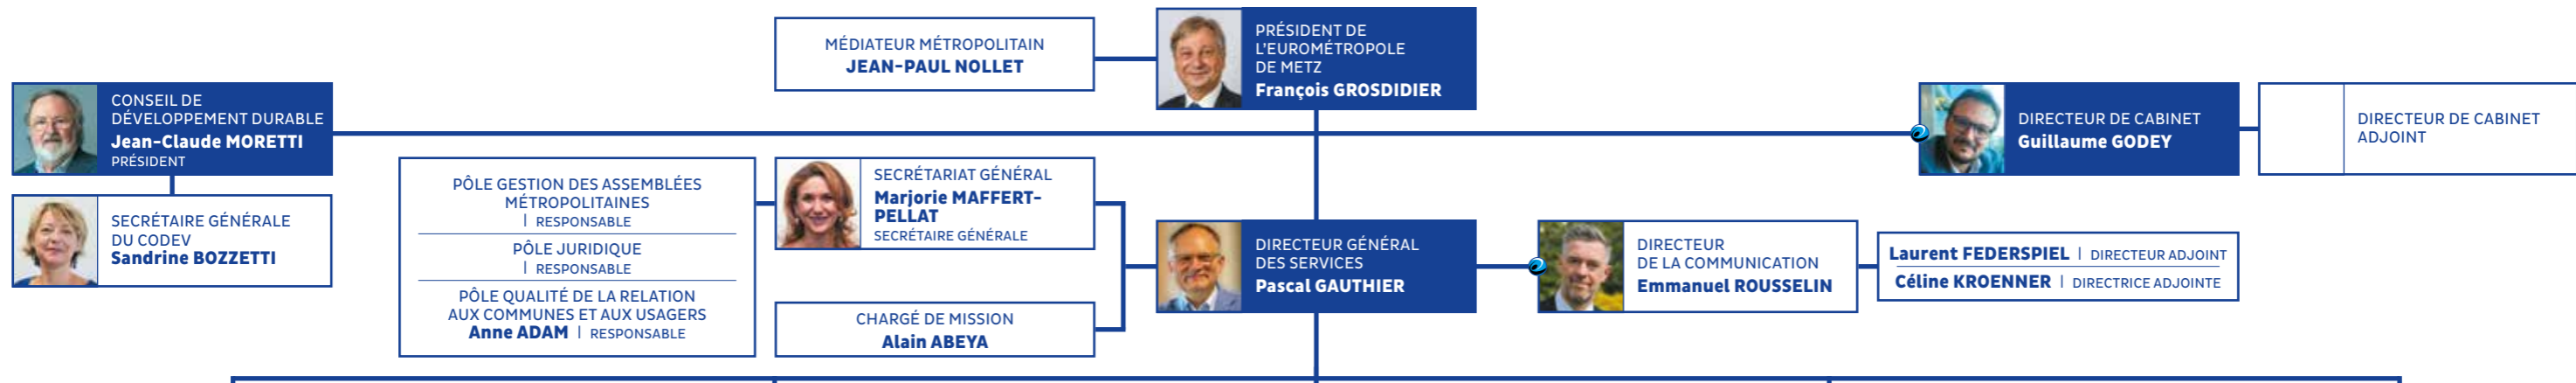 MÉDIATEUR MÉTROPOLITAIN
JEAN-PAUL NOLLET
PRÉSIDENT DE
L'EUROMÉTROPOLE
DE METZ
François GROSDIDIER
CONSEIL DE
DÉVELOPPEMENT DURABLE
Jean-Claude MORETTI
PRÉSIDENT
DIRECTEUR DE CABINET
Guillaume GODEY
DIRECTEUR DE CABINET
ADJOINT
SECRÉTAIRE GÉNÉRALE
DU CODEV
Sandrine BOZZETTI
PÔLE GESTION DES ASSEMBLÉES
MÉTROPOLITAINES
| RESPONSABLE
PÔLE JURIDIQUE
| RESPONSABLE
PÔLE QUALITÉ DE LA RELATION
AUX COMMUNES ET AUX USAGERS
Anne ADAM | RESPONSABLE
SECRÉTARIAT GÉNÉRAL
Marjorie MAFFERT-
PELLAT
SECRÉTAIRE GÉNÉRALE
CHARGÉ DE MISSION
Alain ABEYA
DIRECTEUR GÉNÉRAL
DES SERVICES
Pascal GAUTHIER
DIRECTEUR
DE LA COMMUNICATION
Emmanuel ROUSSELIN
Laurent FEDERSPIEL | DIRECTEUR ADJOINT
Céline KROENNER | DIRECTRICE ADJOINTE